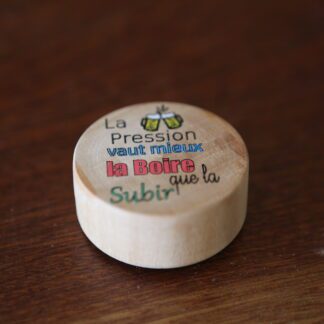 La
Pression
vaut mieux
la Boire
que la
Subir